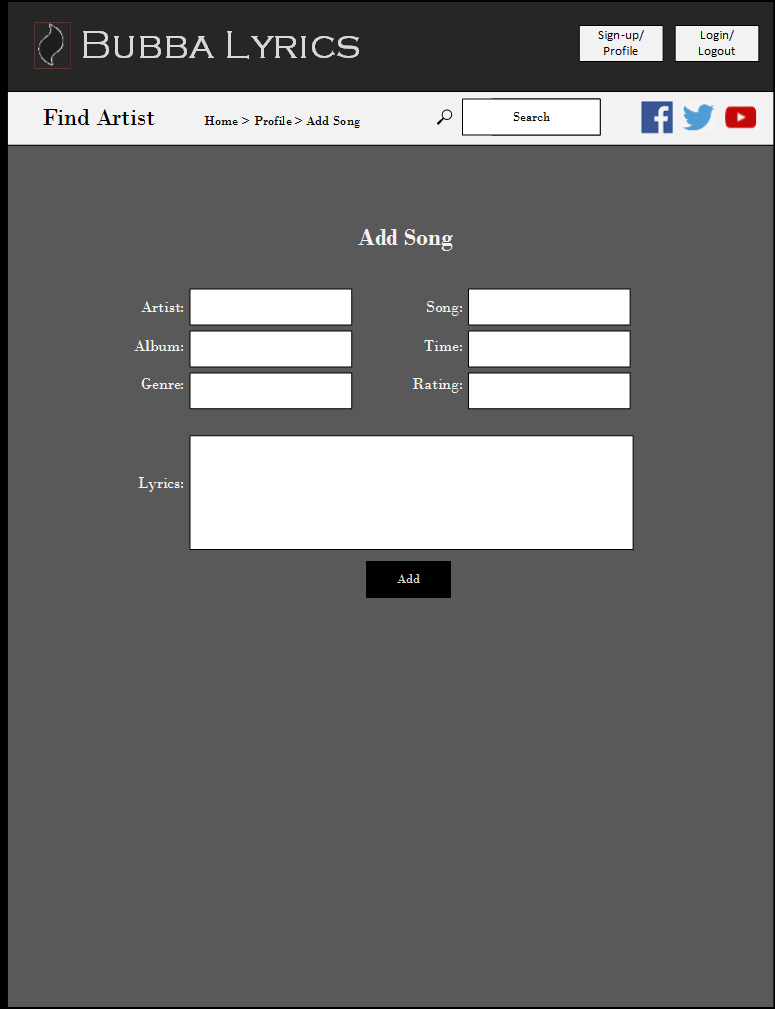 BUBBA LYRICS
Sign-up/
Profile
Login/
Logout
Find Artist
Home > Profile > Add Song
Search
Add Song
Artist:
Song:
Album:
Time:
Genre:
Rating:
Lyrics:
Add